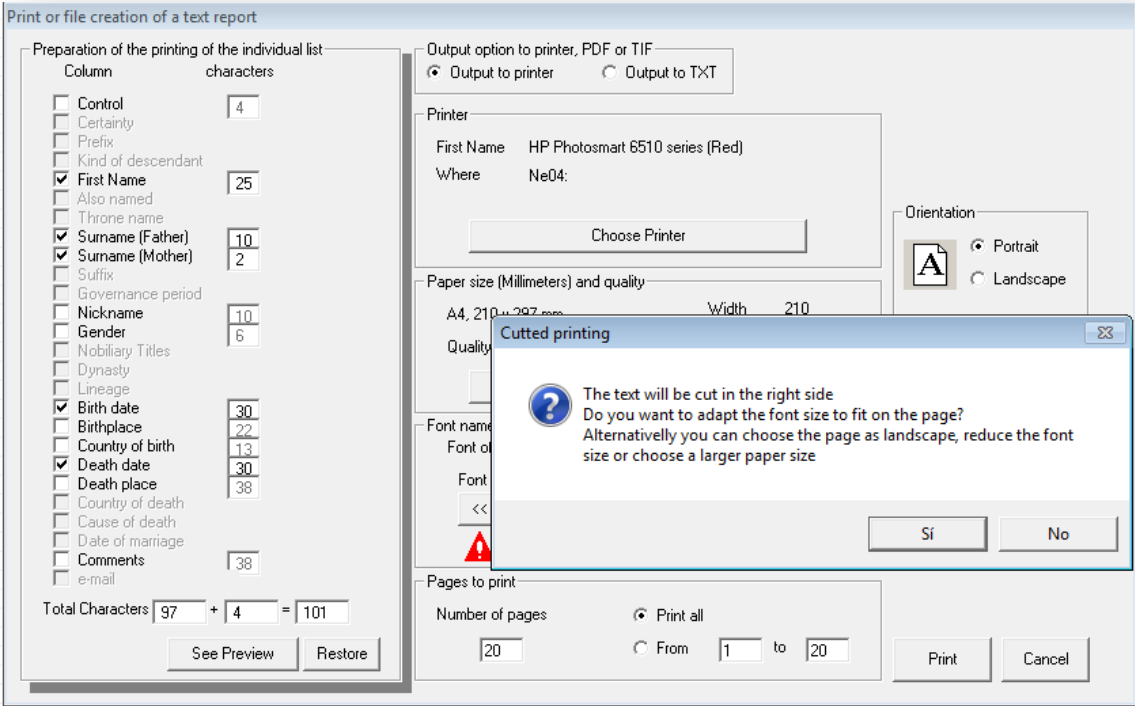 Print or file creation of a text report
Preparation of the printing of the individual list
Column characters
Control 4
Certainty
Prefix
Kind of descendant
First Name 25
Also named
Throne name
Surname (Father) 10
Surname (Mother) 2
Suffix
Governance period
Nickname 10
Gender 6
Nobiliary Titles
Dynasty
Lineage
Birth date 30
Birthplace 22
Country of birth 13
Death date 30
Death place 38
Country of death
Cause of death
Date of marriage
Comments 38
e-mail
Total Characters 97 + 4 = 101
See Preview Restore
Output option to printer, PDF or TIF
Output to printer Output to TXT
Printer
First Name HP Photosmart 6510 series (Red)
Where Ne04:
Choose Printer
Orientation
A Portrait
Landscape
Paper size (Millimeters) and quality
A4, 210 x 297 mm Width 210
Quality
Font name
Font
<<
Cutted printing
The text will be cut in the right side
Do you want to adapt the font size to fit on the page?
Alternativelly you can choose the page as landscape, reduce the font
size or choose a larger paper size
Sí No
Pages to print
Number of pages Print all
20 From 1 to 20
Print Cancel